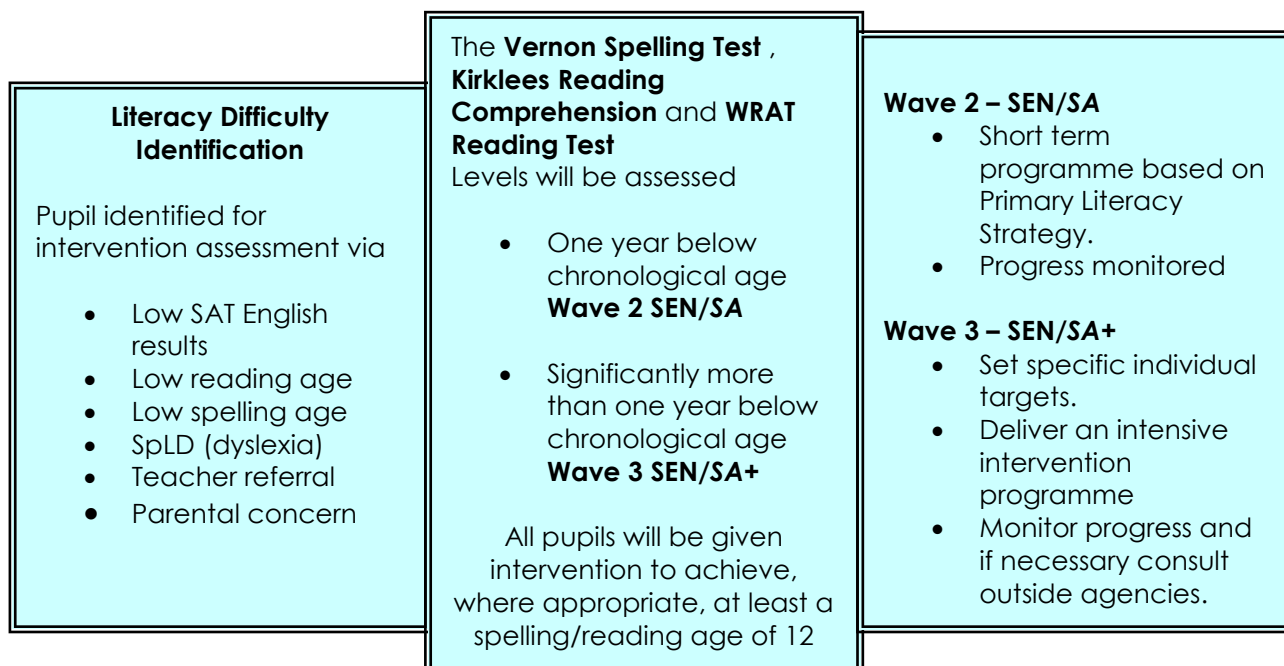 Literacy Difficulty
Identification
Pupil identified for
intervention assessment via
• Low SAT English
results
• Low reading age
• Low spelling age
• SpLD (dyslexia)
• Teacher referral
• Parental concern
The Vernon Spelling Test ,
Kirklees Reading
Comprehension and WRAT
Reading Test
Levels will be assessed
• One year below
chronological age
Wave 2 SEN/SA
• Significantly more
than one year below
chronological age
Wave 3 SEN/SA+
All pupils will be given
intervention to achieve,
where appropriate, at least a
spelling/reading age of 12
Wave 2 – SEN/SA
• Short term
programme based on
Primary Literacy
Strategy.
• Progress monitored
Wave 3 – SEN/SA+
• Set specific individual
targets.
• Deliver an intensive
intervention
programme
• Monitor progress and
if necessary consult
outside agencies.